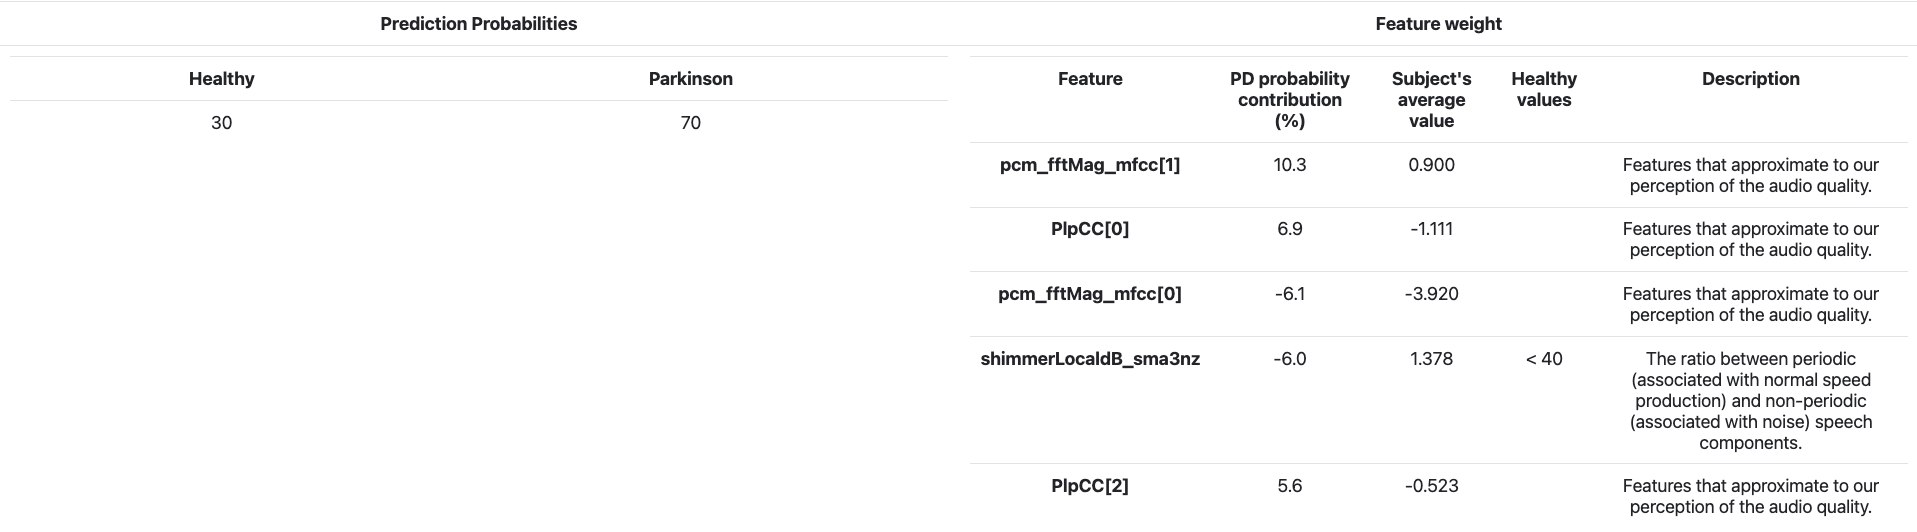 Prediction Probabilities
Feature weight
Healthy Parkinson
30 70
Feature PD probability contribution (%) Subject's average value Healthy values Description
pcm_fftMag_mfcc[1] 10.3 0.900 Features that approximate to our
perception of the audio quality.
PlpCC[0] 6.9 -1.111 Features that approximate to our
perception of the audio quality.
pcm_fftMag_mfcc[0] -6.1 -3.920 Features that approximate to our
perception of the audio quality.
shimmerLocaldB_sma3nz -6.0 1.378 < 40 The ratio between periodic
(associated with normal speed
production) and non-periodic
(associated with noise) speech
components.
PlpCC[2] 5.6 -0.523 Features that approximate to our
perception of the audio quality.